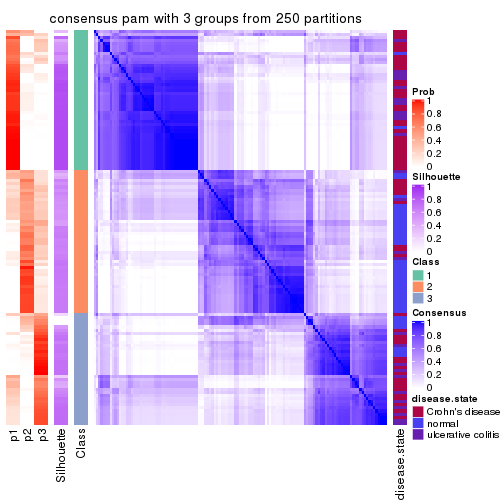 consensus pam with 3 groups from 250 partitions
Prob
0.8
0.6
0.4
0.2
0
Silhouette
1
0.8
0.6
0.4
0.2
0
Class
1
2
3
Consensus
1
0.8
0.6
0.4
0.2
0
disease.state
Crohn's disease
normal
ulcerative colitis
p1
p2
p3
Silhouette
Class
disease.state